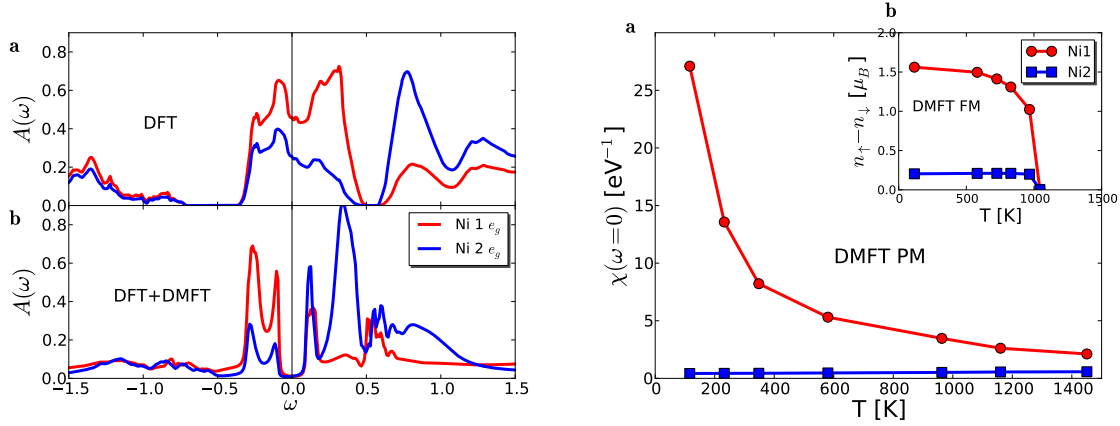 a
A(ω)
0.8
0.6
0.4
0.2
0.0
DFT
b
A(ω)
0.8
0.6
0.4
0.2
0.0
DFT+DMFT
Ni 1 e_g
Ni 2 e_g
−1.5 −1.0 −0.5 0.0 0.5 1.0 1.5
ω
a
χ(ω=0) [eV⁻¹]
25
20
15
10
5
0
DMFT PM
0 200 400 600 800 1000 1200 1400
T [K]
b
n↑−n↓ [μ_B]
2.0
1.5
1.0
0.5
0.0
DMFT FM
Ni1
Ni2
0 500 1000 1500
T [K]